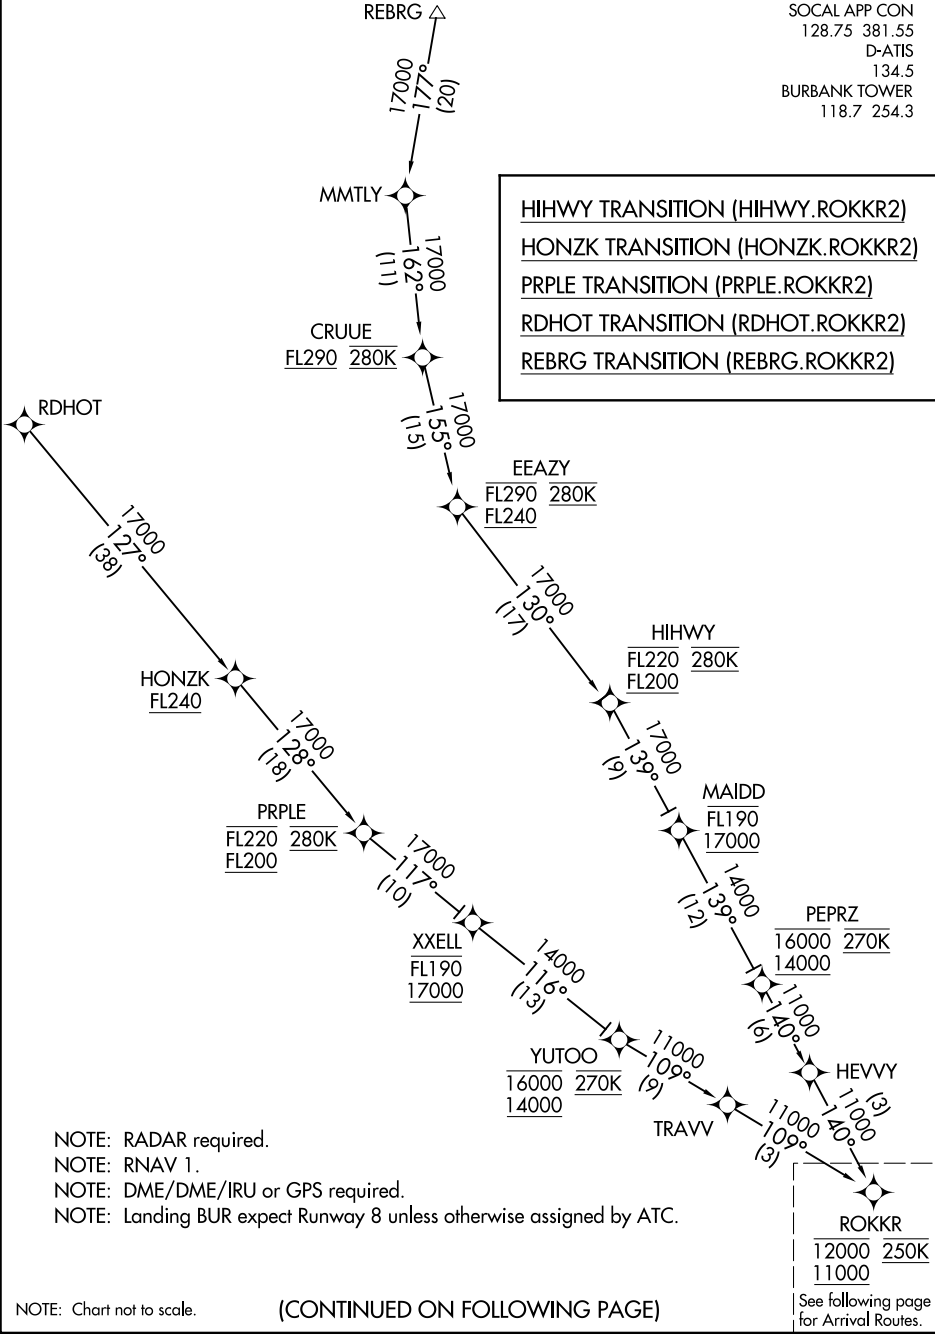 REBRG
SOCAL APP CON
128.75 381.55
D-ATIS
134.5
BURBANK TOWER
118.7 254.3
17000
177°
(20)
MMTLY
HIHWY TRANSITION (HIHWY.ROKKR2)
HONZK TRANSITION (HONZK.ROKKR2)
PRPLE TRANSITION (PRPLE.ROKKR2)
RDHOT TRANSITION (RDHOT.ROKKR2)
REBRG TRANSITION (REBRG.ROKKR2)
17000
162°
(11)
CRUUE
FL290 280K
RDHOT
17000
155°
(15)
EEAZY
FL290 280K
FL240
17000
127°
(38)
17000
130°
(17)
HIHWY
FL220 280K
FL200
HONZK
FL240
17000
128°
(18)
17000
139°
(9)
MAIDD
FL190
17000
PRPLE
FL220 280K
FL200
17000
117°
(10)
14000
139°
(12)
PEPRZ
16000 270K
14000
XXELL
FL190
17000
14000
116°
(13)
11000
140°
(6)
YUTOO
16000 270K
14000
11000
109°
(9)
HEVVY
TRAVV
11000
109°
(3)
(3)
11000
140°
NOTE: RADAR required.
NOTE: RNAV 1.
NOTE: DME/DME/IRU or GPS required.
NOTE: Landing BUR expect Runway 8 unless otherwise assigned by ATC.
ROKKR
12000 250K
11000
See following page
for Arrival Routes.
NOTE: Chart not to scale.
(CONTINUED ON FOLLOWING PAGE)